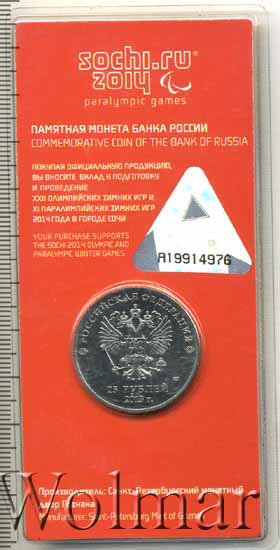 sochi.ru
2014
paralympic games
ПАМЯТНАЯ МОНЕТА БАНКА РОССИИ
COMMEMORATIVE COIN OF THE BANK OF RUSSIA
ПОКУПАЯ ОФИЦИАЛЬНУЮ ПРОДУКЦИЮ,
ВЫ ВНОСИТЕ ВКЛАД В ПОДГОТОВКУ
И ПРОВЕДЕНИЕ
XXII ОЛИМПИЙСКИХ ЗИМНИХ ИГР И
XI ПАРАЛИМПИЙСКИХ ЗИМНИХ ИГР
2014 ГОДА В ГОРОДЕ СОЧИ
YOUR PURCHASE SUPPORTS
THE SOCHI 2014 OLYMPIC AND
PARALYMPIC WINTER GAMES
A19914976
РОССИЙСКАЯ ФЕДЕРАЦИЯ
25 РУБЛЕЙ
2013 г.
Wolmar
Производитель: Санкт-Петербургский монетный
двор Гознака
Manufacturer: Saint-Petersburg Mint of Goznak